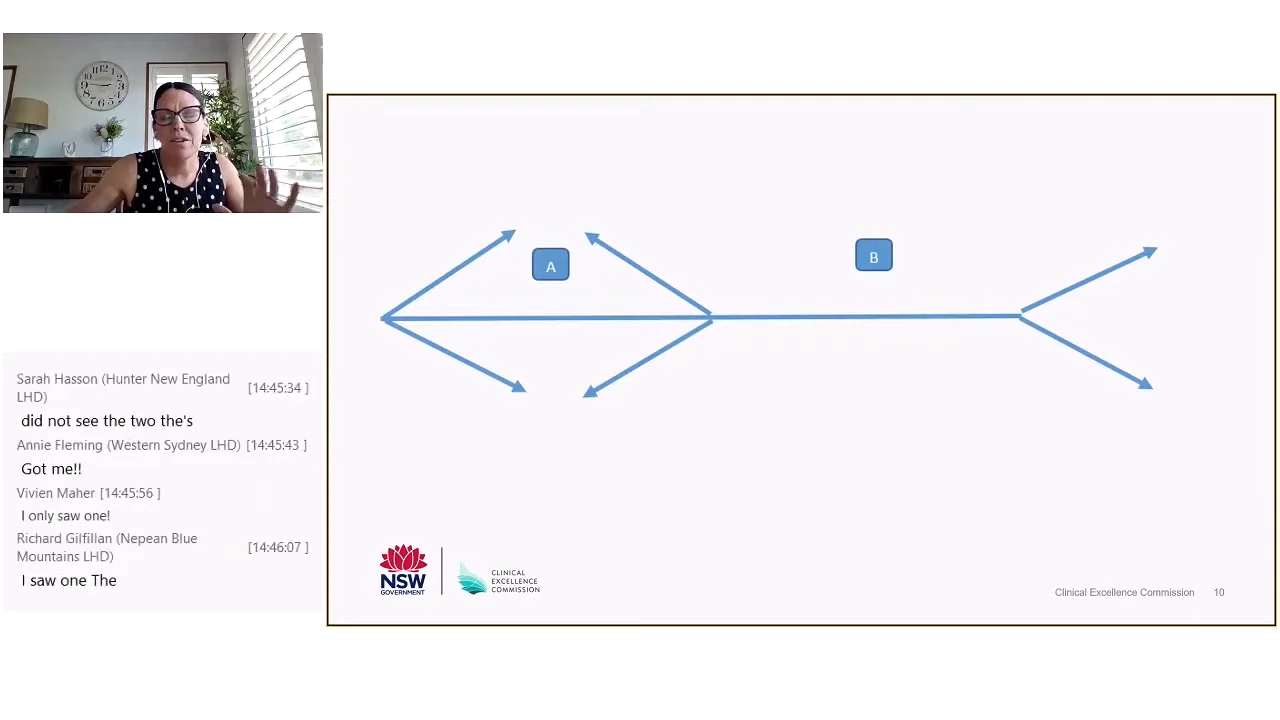 Sarah Hasson (Hunter New England
LHD) [14:45:34 ]
did not see the two the's
Annie Fleming (Western Sydney LHD) [14:45:43 ]
Got me!!
Vivien Maher [14:45:56 ]
I only saw one!
Richard Gilfillan (Nepean Blue
Mountains LHD) [14:46:07 ]
I saw one The
A
B
NSW
GOVERNMENT
CLINICAL
EXCELLENCE
COMMISSION
Clinical Excellence Commission 10